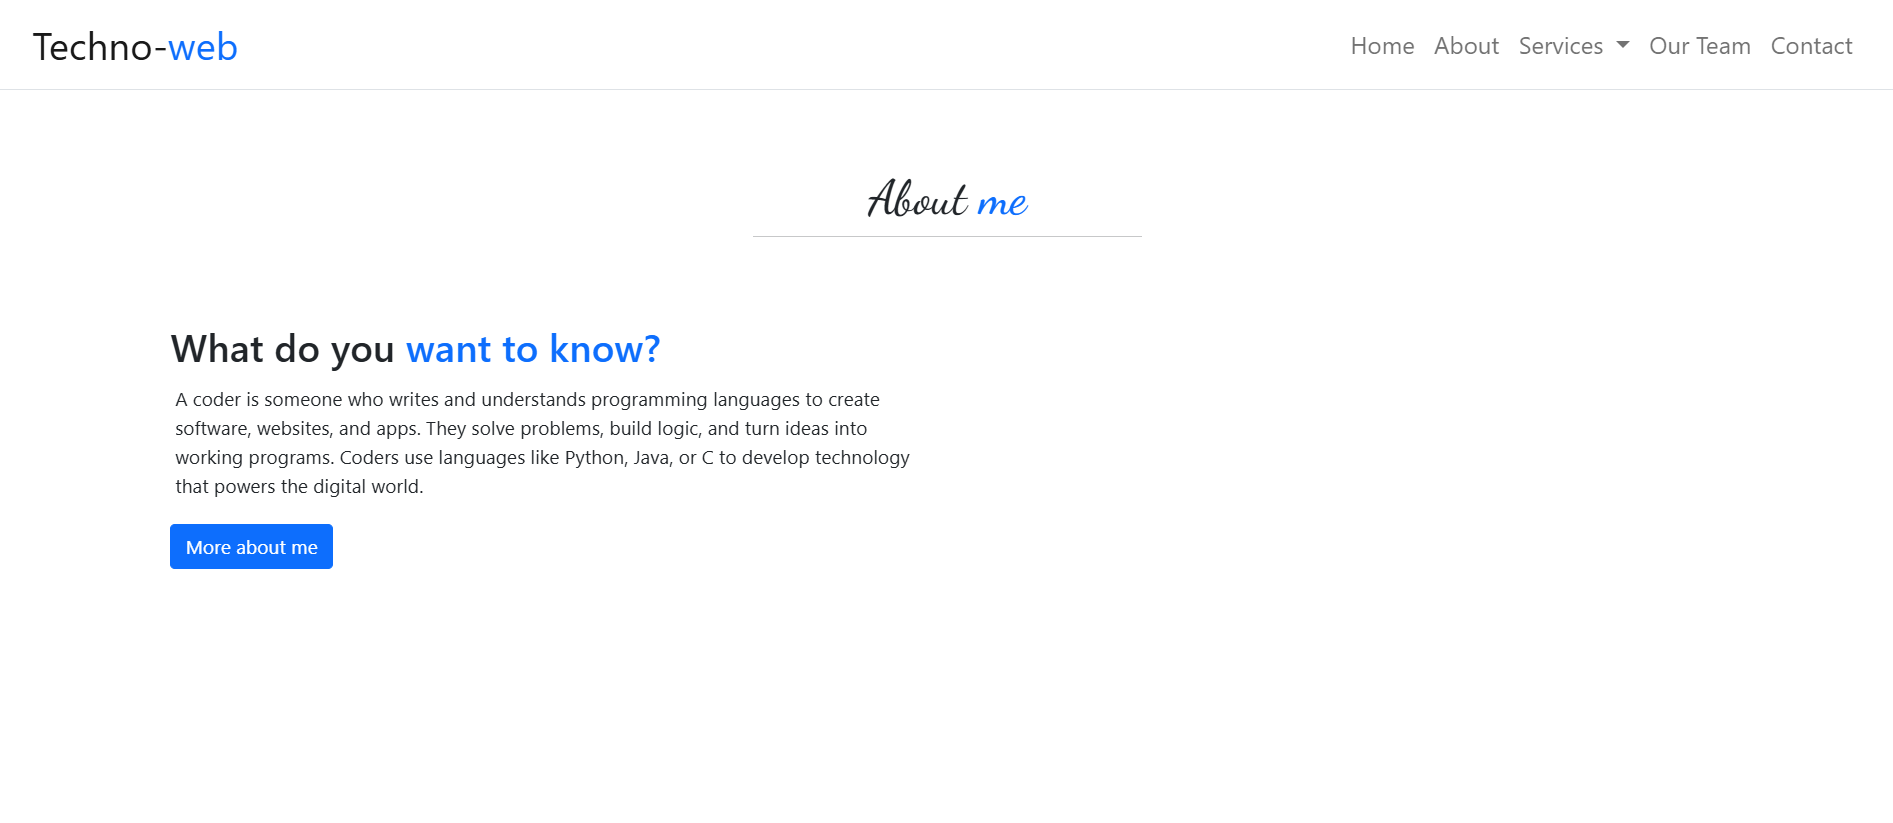 Techno-web
Home About Services Our Team Contact
About me
What do you want to know?
A coder is someone who writes and understands programming languages to create
software, websites, and apps. They solve problems, build logic, and turn ideas into
working programs. Coders use languages like Python, Java, or C to develop technology
that powers the digital world.
More about me